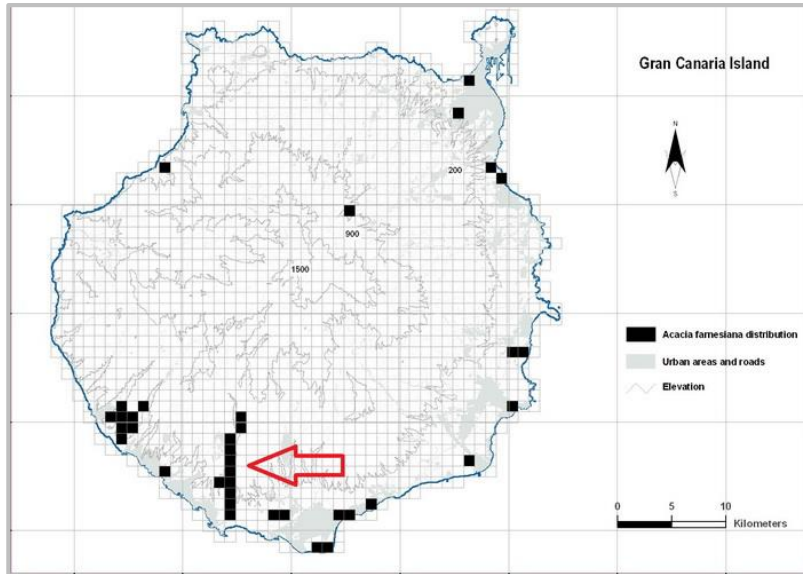 Gran Canaria Island
N
S
200
900
1500
Acacia farnesiana distribution
Urban areas and roads
Elevation
0 5 10
Kilometers